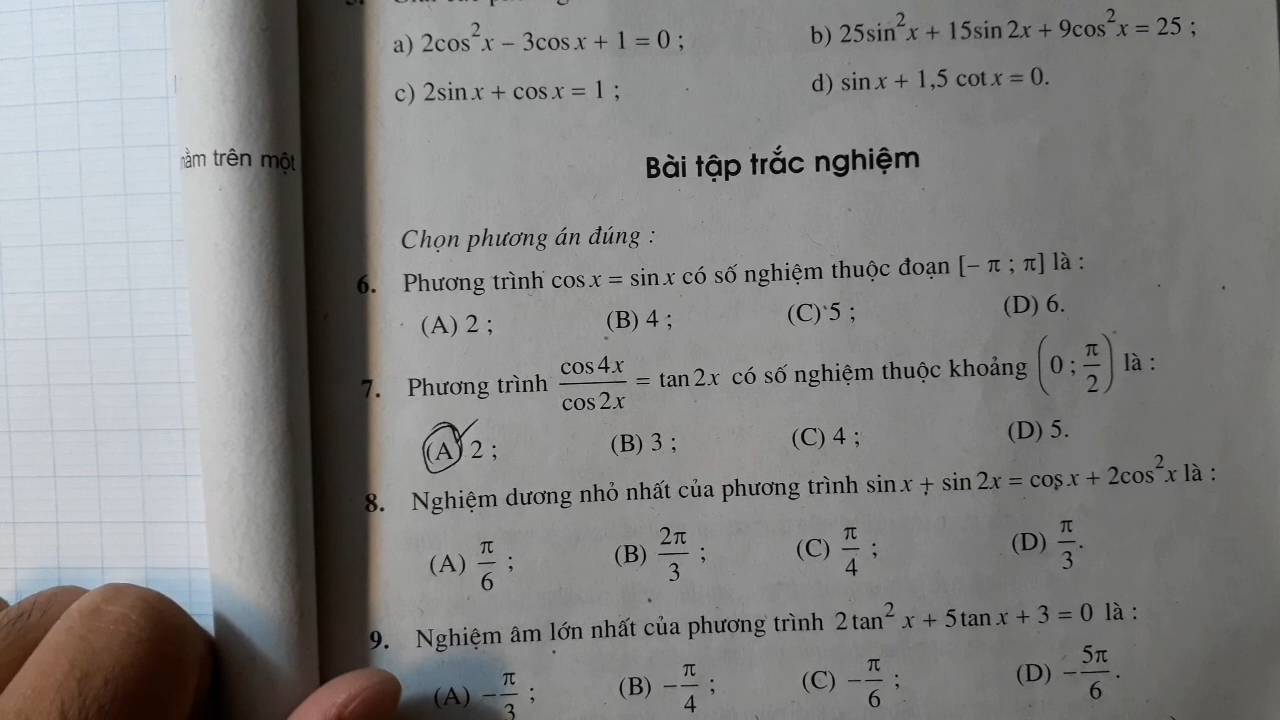 a) 2cos²x – 3cosx + 1 = 0 ; b) 25sin²x + 15sin2x + 9cos²x = 25 ;
c) 2sinx + cosx = 1 ; d) sinx + 1,5 cotx = 0.
nằm trên một
Bài tập trắc nghiệm
Chọn phương án đúng :
6. Phương trình cosx = sinx có số nghiệm thuộc đoạn [– π ; π] là :
(A) 2 ; (B) 4 ; (C) 5 ; (D) 6.
7. Phương trình cos4x/cos2x = tan2x có số nghiệm thuộc khoảng (0 ; π/2) là :
(A) 2 ; (B) 3 ; (C) 4 ; (D) 5.
8. Nghiệm dương nhỏ nhất của phương trình sinx + sin2x = cosx + 2cos²x là :
(A) π/6 ; (B) 2π/3 ; (C) π/4 ; (D) π/3.
9. Nghiệm âm lớn nhất của phương trình 2tan²x + 5tanx + 3 = 0 là :
(A) –π/3 ; (B) –π/4 ; (C) –π/6 ; (D) –5π/6.